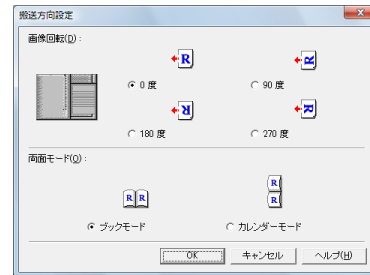 搬送方向設定
画像回転(D):
R
R
0 度
90 度
R
R
180 度
270 度
両面モード(O):
R R
R
R
ブックモード
カレンダーモード
OK
キャンセル
ヘルプ(H)